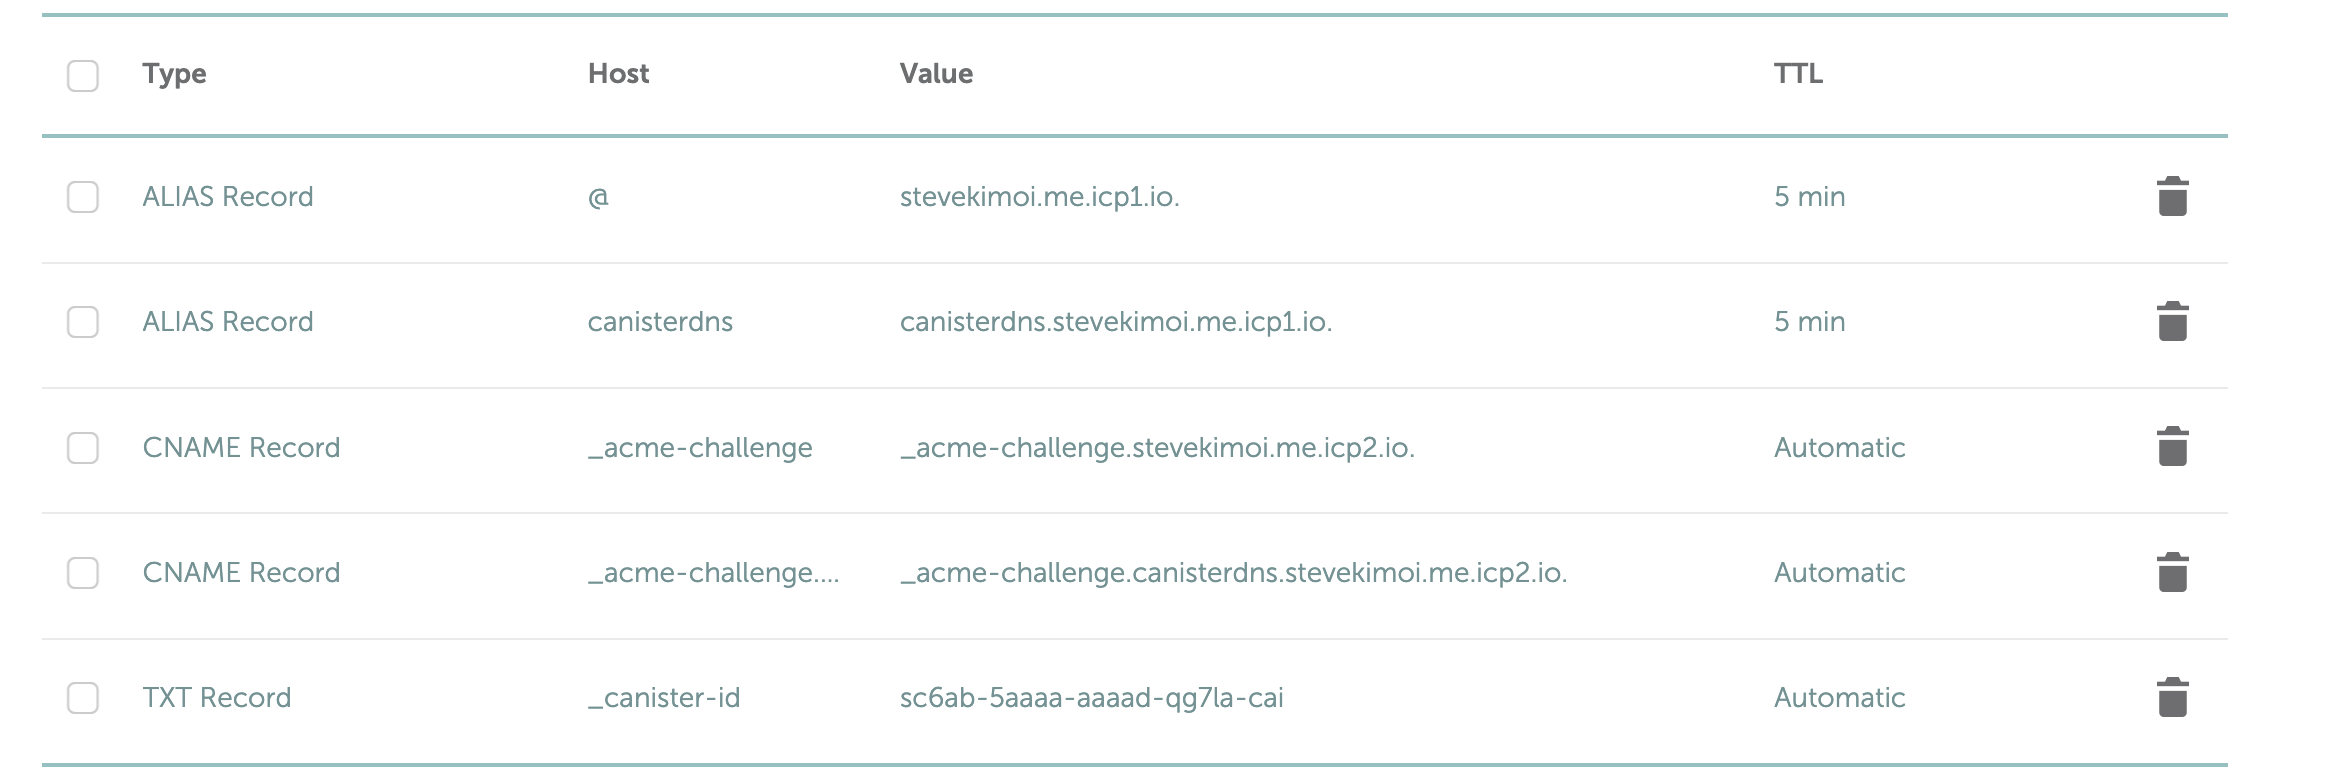 Type Host Value TTL
ALIAS Record @ stevekimoi.me.icp1.io. 5 min
ALIAS Record canisterdns canisterdns.stevekimoi.me.icp1.io. 5 min
CNAME Record _acme-challenge _acme-challenge.stevekimoi.me.icp2.io. Automatic
CNAME Record _acme-challenge.... _acme-challenge.canisterdns.stevekimoi.me.icp2.io. Automatic
TXT Record _canister-id sc6ab-5aaaa-aaaad-qg7la-cai Automatic